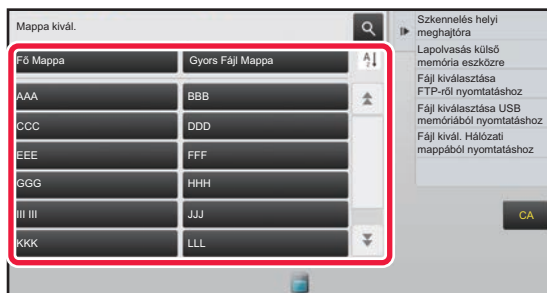 Mappa kivál.
Fő Mappa
Gyors Fájl Mappa
AAA
BBB
CCC
DDD
EEE
FFF
GGG
HHH
III III
JJJ
KKK
LLL
Szkennelés helyi
meghajtóra
Lapolvasás külső
memória eszközre
Fájl kiválasztása
FTP-ről nyomtatáshoz
Fájl kiválasztása USB
memóriából nyomtatáshoz
Fájl kivál. Hálózati
mappából nyomtatáshoz
CA